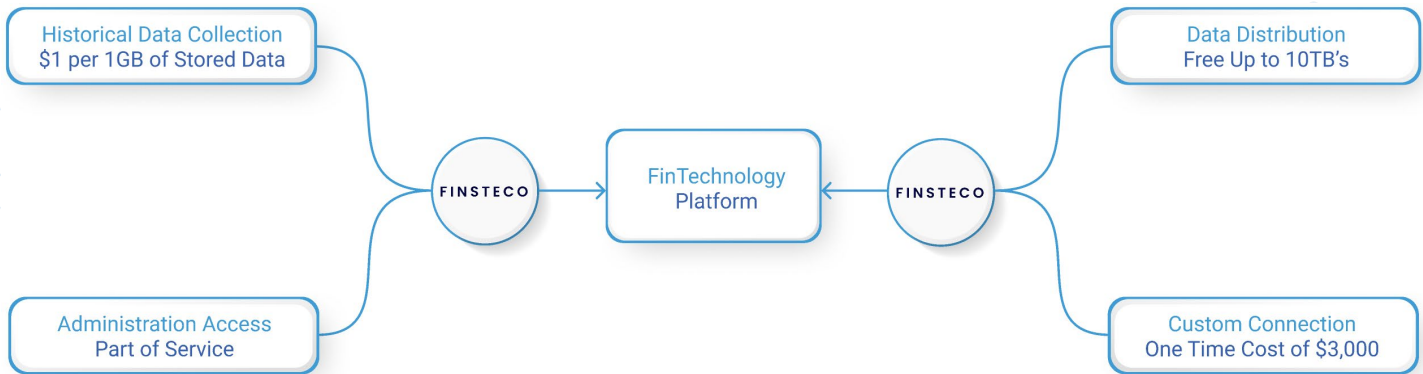 Historical Data Collection
$1 per 1GB of Stored Data
Data Distribution
Free Up to 10TB’s
FINSTECO
FinTechnology
Platform
FINSTECO
Administration Access
Part of Service
Custom Connection
One Time Cost of $3,000